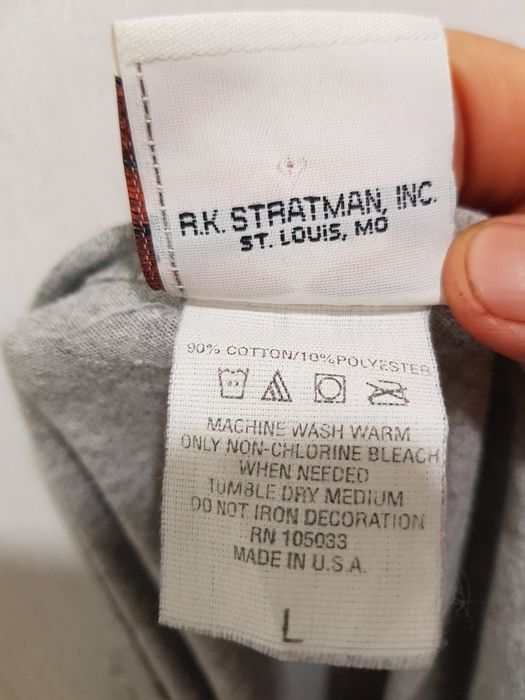 R.K. STRATMAN, INC.
ST. LOUIS, MO
90% COTTON/10%POLYESTER
MACHINE WASH WARM
ONLY NON-CHLORINE BLEACH
WHEN NEEDED
TUMBLE DRY MEDIUM
DO NOT IRON DECORATION
RN 105033
MADE IN U.S.A.
L